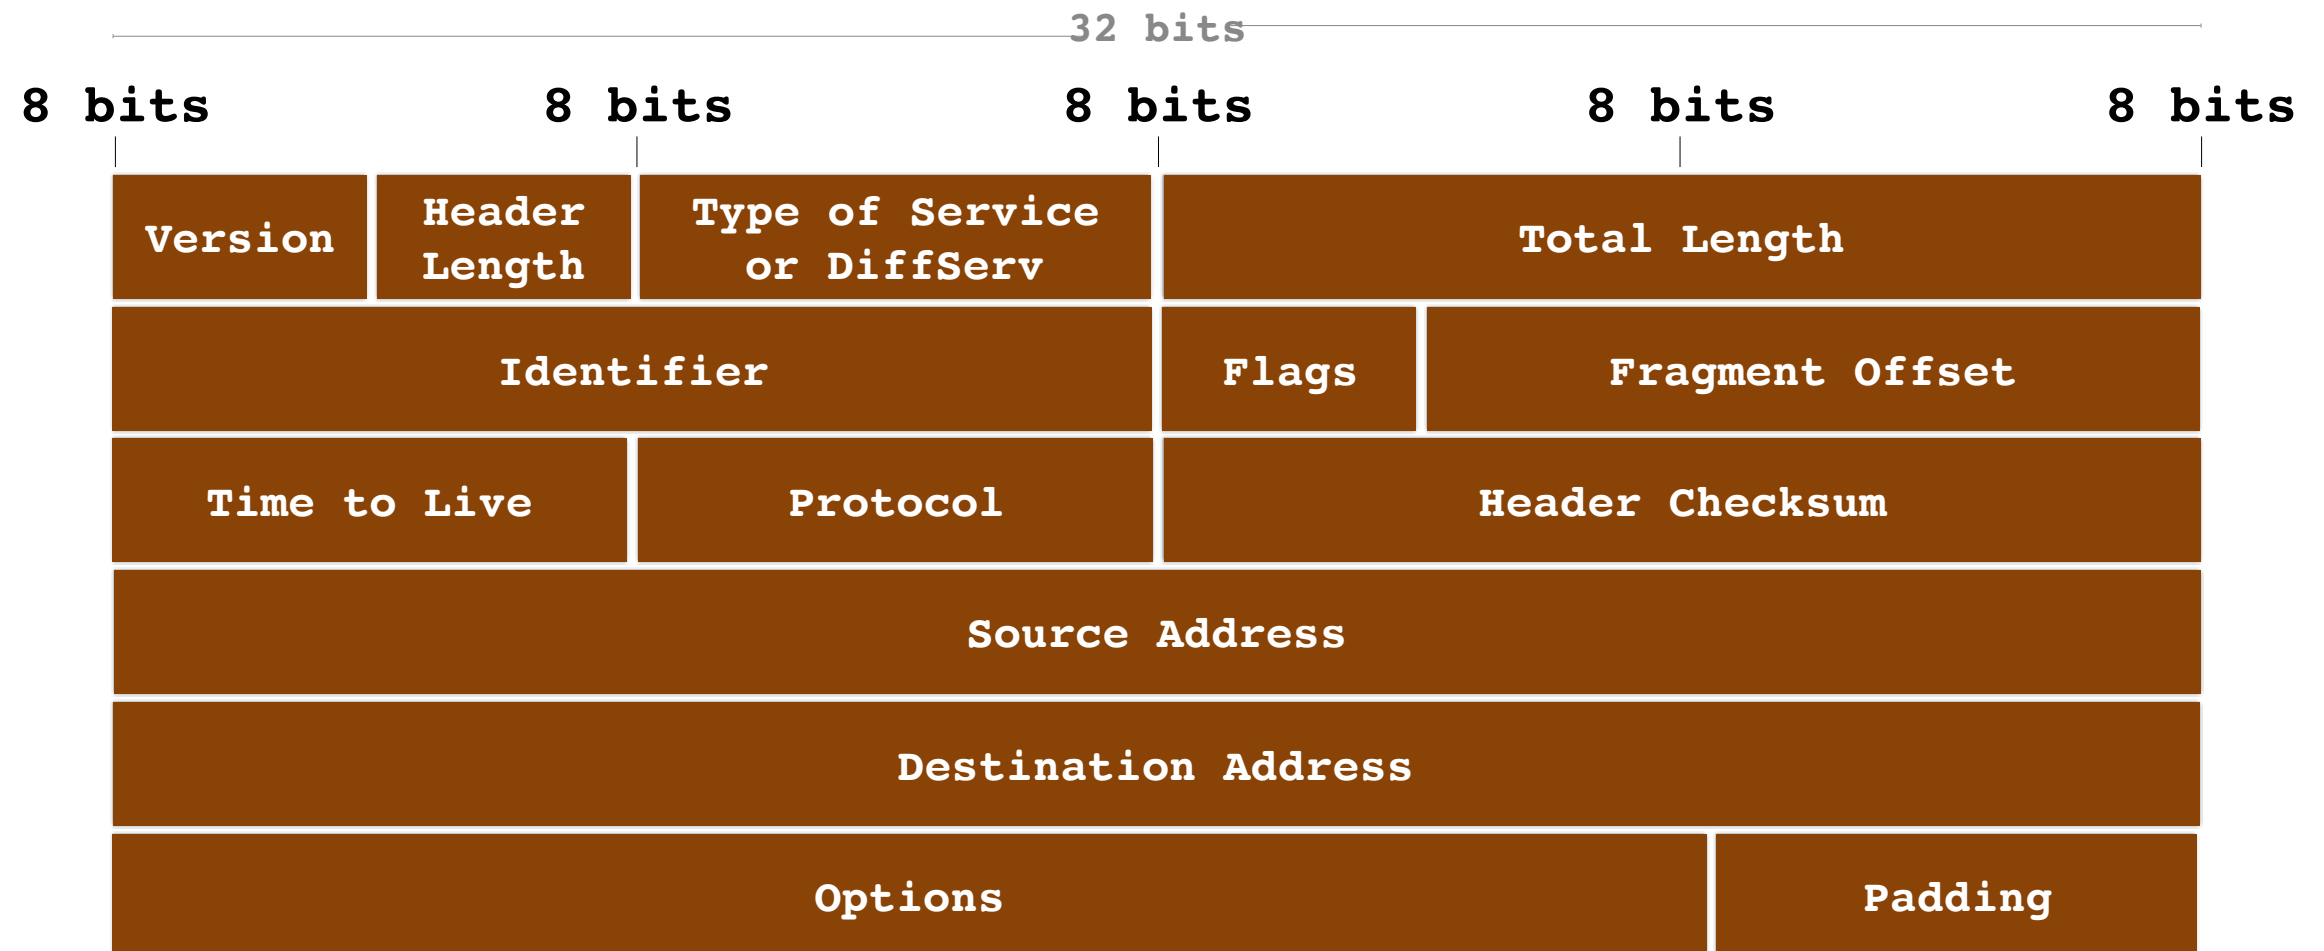 32 bits
8 bits 8 bits 8 bits 8 bits 8 bits
Version
Header
Length
Type of Service
or DiffServ
Total Length
Identifier
Flags
Fragment Offset
Time to Live
Protocol
Header Checksum
Source Address
Destination Address
Options
Padding